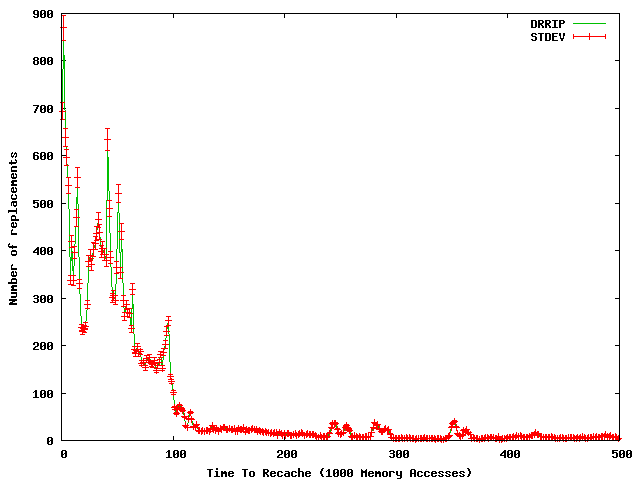 900
800
700
600
500
400
300
200
100
0
Number of replacements
DRRIP
STDEV
0 100 200 300 400 500
Time To Recache (1000 Memory Accesses)